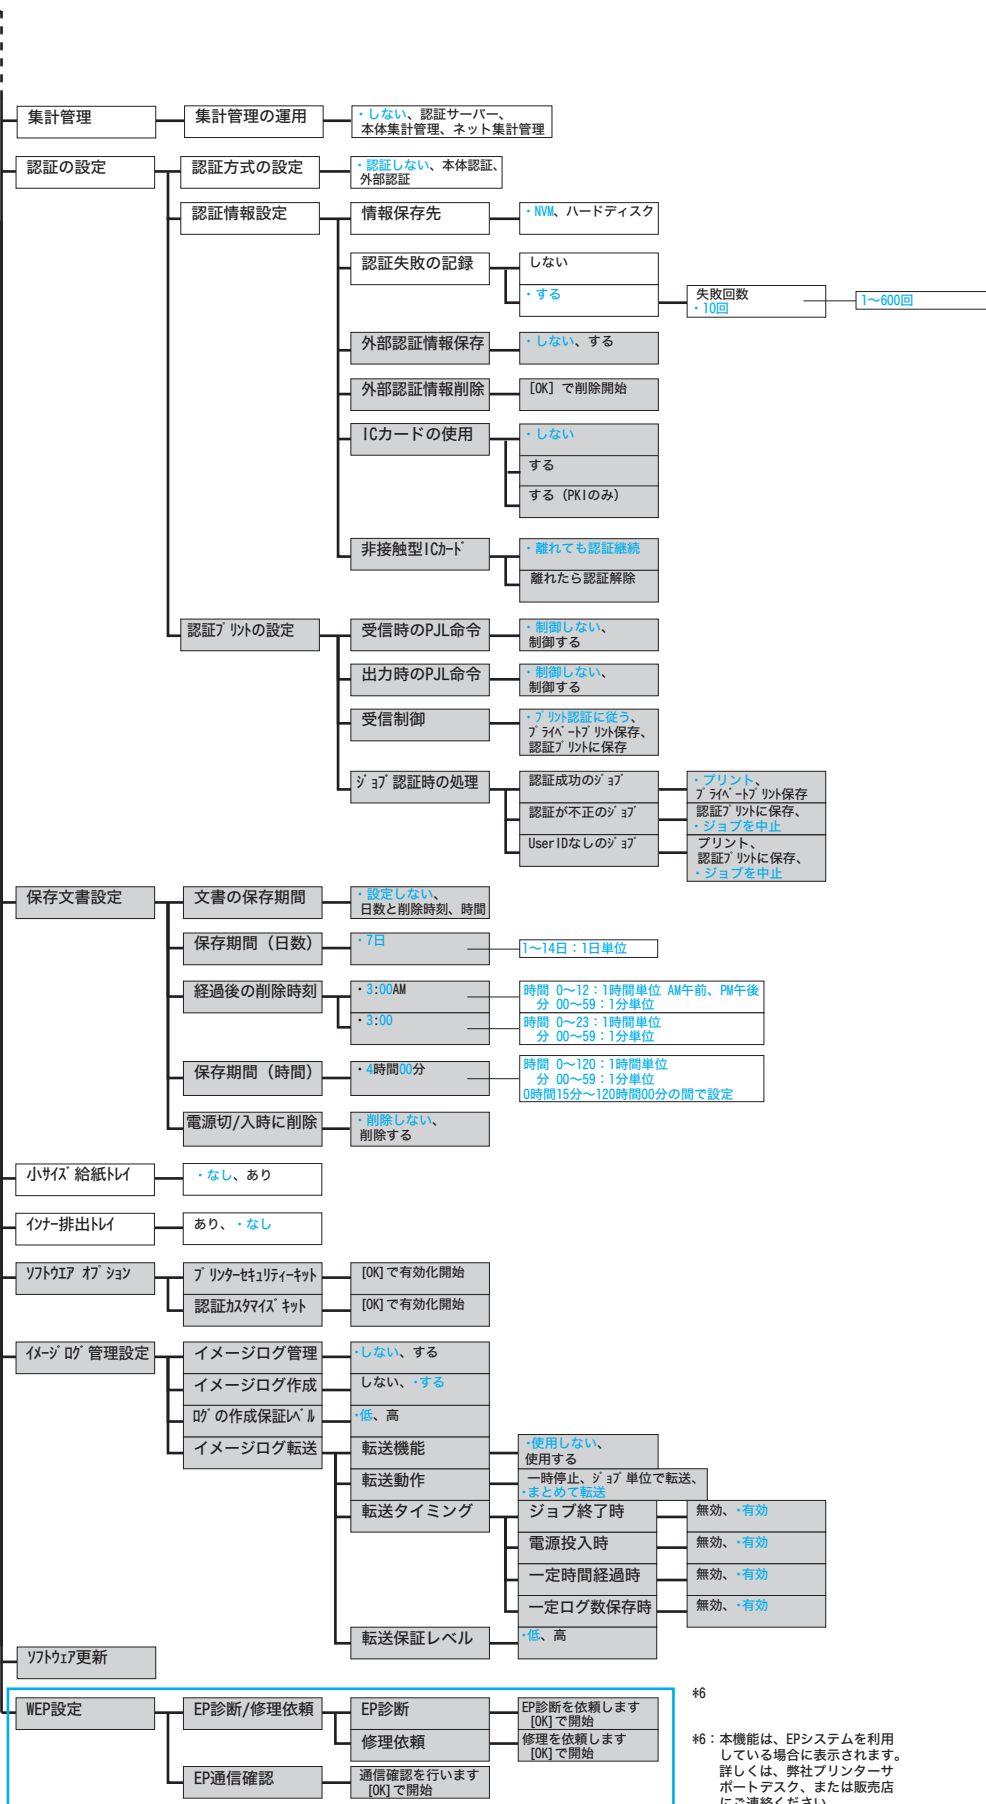 集計管理
集計管理の運用
・しない、認証サーバー、
本体集計管理、ネット集計管理
認証の設定
認証方式の設定
・認証しない、本体認証、
外部認証
認証情報設定
情報保存先
・NVM、ハードディスク
認証失敗の記録
しない
・する
失敗回数
・10回
1〜600回
外部認証情報保存
・しない、する
外部認証情報削除
[OK] で削除開始
ICカードの使用
・しない
する
する（PKIのみ）
非接触型ICｶｰﾄﾞ
・離れても認証継続
離れたら認証解除
認証ﾌﾟﾘﾝﾄの設定
受信時のPJL命令
・制御しない、
制御する
出力時のPJL命令
・制御しない、
制御する
受信制御
・ﾌﾟﾘﾝﾄ認証に従う、
ﾌﾟﾗｲﾍﾞｰﾄﾌﾟﾘﾝﾄ保存、
認証ﾌﾟﾘﾝﾄに保存
ｼﾞｮﾌﾞ認証時の処理
認証成功のｼﾞｮﾌﾞ
・プリント、
ﾌﾟﾗｲﾍﾞｰﾄﾌﾟﾘﾝﾄ保存
認証が不正のｼﾞｮﾌﾞ
認証ﾌﾟﾘﾝﾄに保存、
・ジョブを中止
UserIDなしのｼﾞｮﾌﾞ
プリント、
認証ﾌﾟﾘﾝﾄに保存、
・ジョブを中止
保存文書設定
文書の保存期間
・設定しない、
日数と削除時刻、時間
保存期間（日数）
・7日
1〜14日：1日単位
経過後の削除時刻
・3:00AM
時間 0〜12：1時間単位 AM午前、PM午後
分 00〜59：1分単位
・3:00
時間 0〜23：1時間単位
分 00〜59：1分単位
保存期間（時間）
・4時間00分
時間 0〜120：1時間単位
分 00〜59：1分単位
0時間15分〜120時間00分の間で設定
電源切/入時に削除
・削除しない、
削除する
小ｻｲｽﾞ給紙ﾄﾚｲ
・なし、あり
ｲﾝﾅｰ排出ﾄﾚｲ
あり、・なし
ｿﾌﾄｳｴｱ ｵﾌﾟｼｮﾝ
ﾌﾟﾘﾝﾀｰｾｷｭﾘﾃｨｰｷｯﾄ
[OK]で有効化開始
認証ｶｽﾀﾏｲｽﾞｷｯﾄ
[OK]で有効化開始
ｲﾒｰｼﾞﾛｸﾞ管理設定
イメージログ管理
・しない、する
イメージログ作成
しない、・する
ﾛｸﾞの作成保証ﾚﾍﾞﾙ
・低、高
イメージログ転送
転送機能
・使用しない、
使用する
転送動作
一時停止、ｼﾞｮﾌﾞ単位で転送、
・まとめて転送
転送タイミング
ジョブ終了時
無効、・有効
電源投入時
無効、・有効
一定時間経過時
無効、・有効
一定ログ数保存時
無効、・有効
転送保証レベル
・低、高
ｿﾌﾄｳｪｱ更新
WEP設定
EP診断/修理依頼
EP診断
EP診断を依頼します
[OK]で開始
修理依頼
修理を依頼します
[OK]で開始
EP通信確認
通信確認を行います
[OK]で開始
*6
*6：本機能は、EPシステムを利用
している場合に表示されます。
詳しくは、弊社プリンターサ
ポートデスク、または販売店
にご連絡ください。